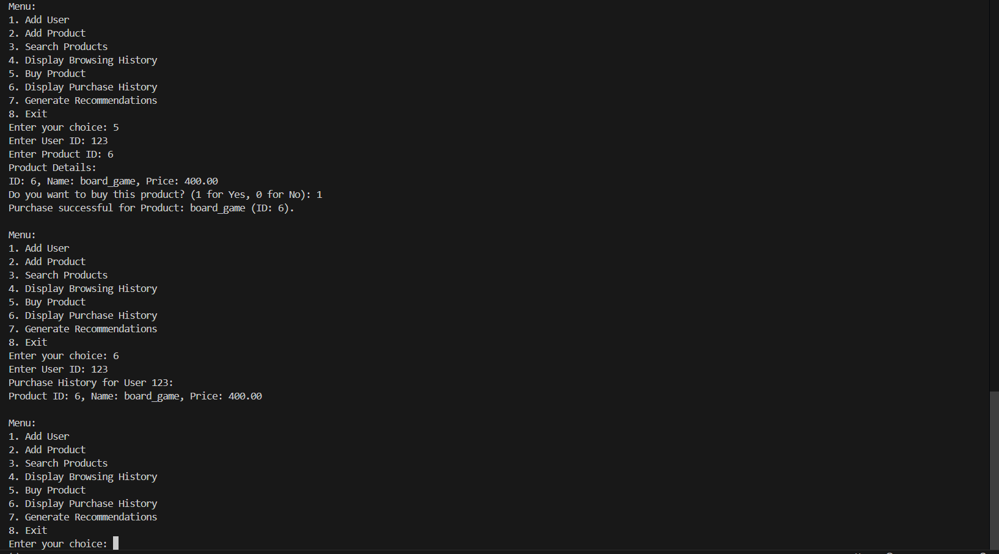 Menu:
1. Add User
2. Add Product
3. Search Products
4. Display Browsing History
5. Buy Product
6. Display Purchase History
7. Generate Recommendations
8. Exit
Enter your choice: 5
Enter User ID: 123
Enter Product ID: 6
Product Details:
ID: 6, Name: board_game, Price: 400.00
Do you want to buy this product? (1 for Yes, 0 for No): 1
Purchase successful for Product: board_game (ID: 6).
Menu:
1. Add User
2. Add Product
3. Search Products
4. Display Browsing History
5. Buy Product
6. Display Purchase History
7. Generate Recommendations
8. Exit
Enter your choice: 6
Enter User ID: 123
Purchase History for User 123:
Product ID: 6, Name: board_game, Price: 400.00
Menu:
1. Add User
2. Add Product
3. Search Products
4. Display Browsing History
5. Buy Product
6. Display Purchase History
7. Generate Recommendations
8. Exit
Enter your choice: